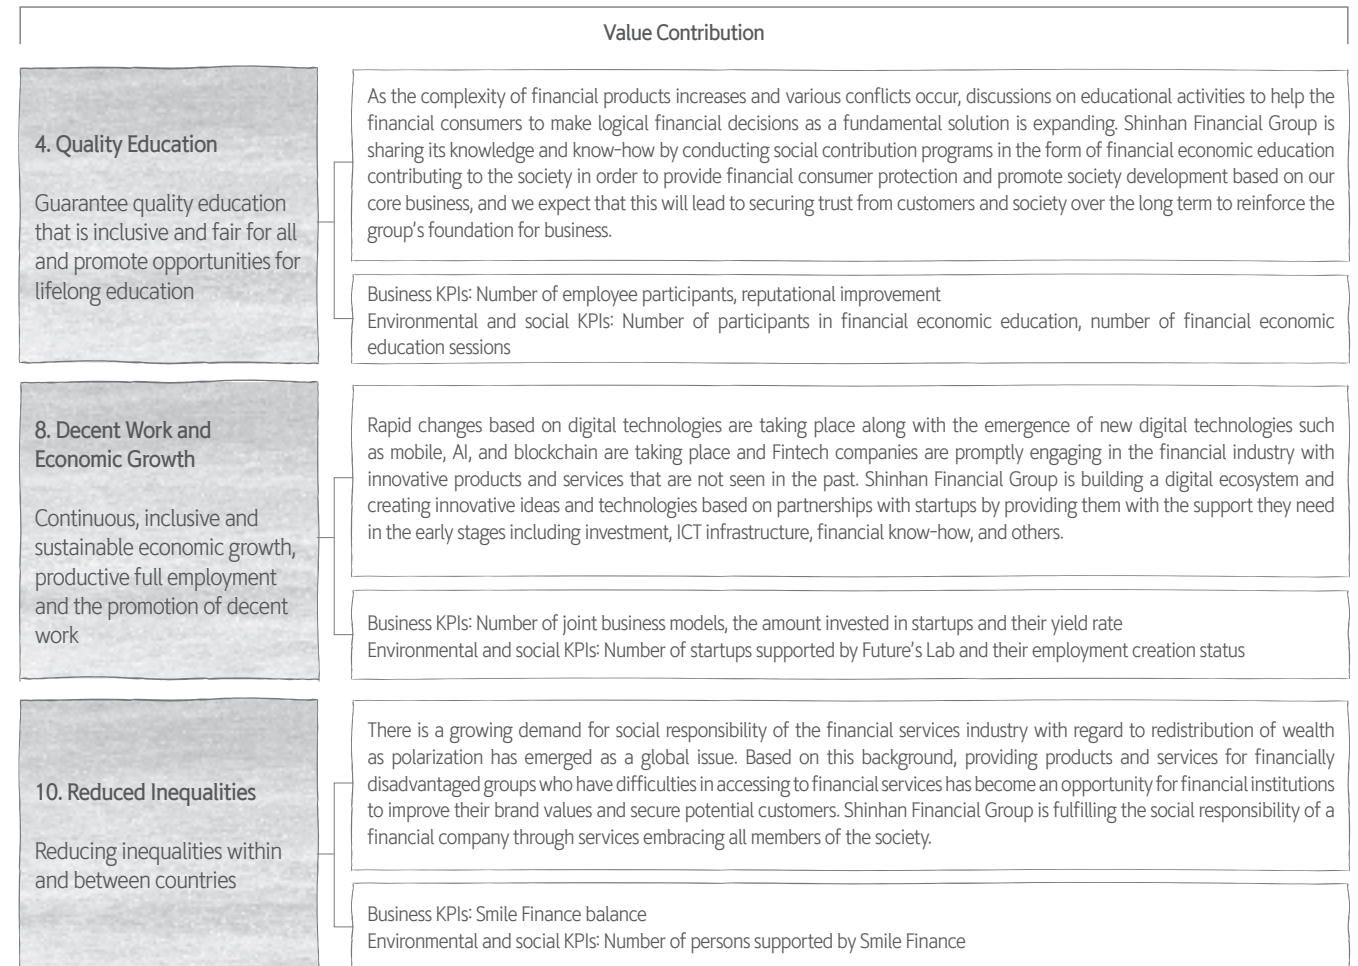 Value Contribution
4. Quality Education
Guarantee quality education
that is inclusive and fair for all
and promote opportunities for
lifelong education
As the complexity of financial products increases and various conflicts occur, discussions on educational activities to help the
financial consumers to make logical financial decisions as a fundamental solution is expanding. Shinhan Financial Group is
sharing its knowledge and know-how by conducting social contribution programs in the form of financial economic education
contributing to the society in order to provide financial consumer protection and promote society development based on our
core business, and we expect that this will lead to securing trust from customers and society over the long term to reinforce the
group's foundation for business.
Business KPIs: Number of employee participants, reputational improvement
Environmental and social KPIs: Number of participants in financial economic education, number of financial economic
education sessions
8. Decent Work and
Economic Growth
Continuous, inclusive and
sustainable economic growth,
productive full employment
and the promotion of decent
work
Rapid changes based on digital technologies are taking place along with the emergence of new digital technologies such
as mobile, AI, and blockchain are taking place and Fintech companies are promptly engaging in the financial industry with
innovative products and services that are not seen in the past. Shinhan Financial Group is building a digital ecosystem and
creating innovative ideas and technologies based on partnerships with startups by providing them with the support they need
in the early stages including investment, ICT infrastructure, financial know-how, and others.
Business KPIs: Number of joint business models, the amount invested in startups and their yield rate
Environmental and social KPIs: Number of startups supported by Future's Lab and their employment creation status
10. Reduced Inequalities
Reducing inequalities within
and between countries
There is a growing demand for social responsibility of the financial services industry with regard to redistribution of wealth
as polarization has emerged as a global issue. Based on this background, providing products and services for financially
disadvantaged groups who have difficulties in accessing to financial services has become an opportunity for financial institutions
to improve their brand values and secure potential customers. Shinhan Financial Group is fulfilling the social responsibility of a
financial company through services embracing all members of the society.
Business KPIs: Smile Finance balance
Environmental and social KPIs: Number of persons supported by Smile Finance